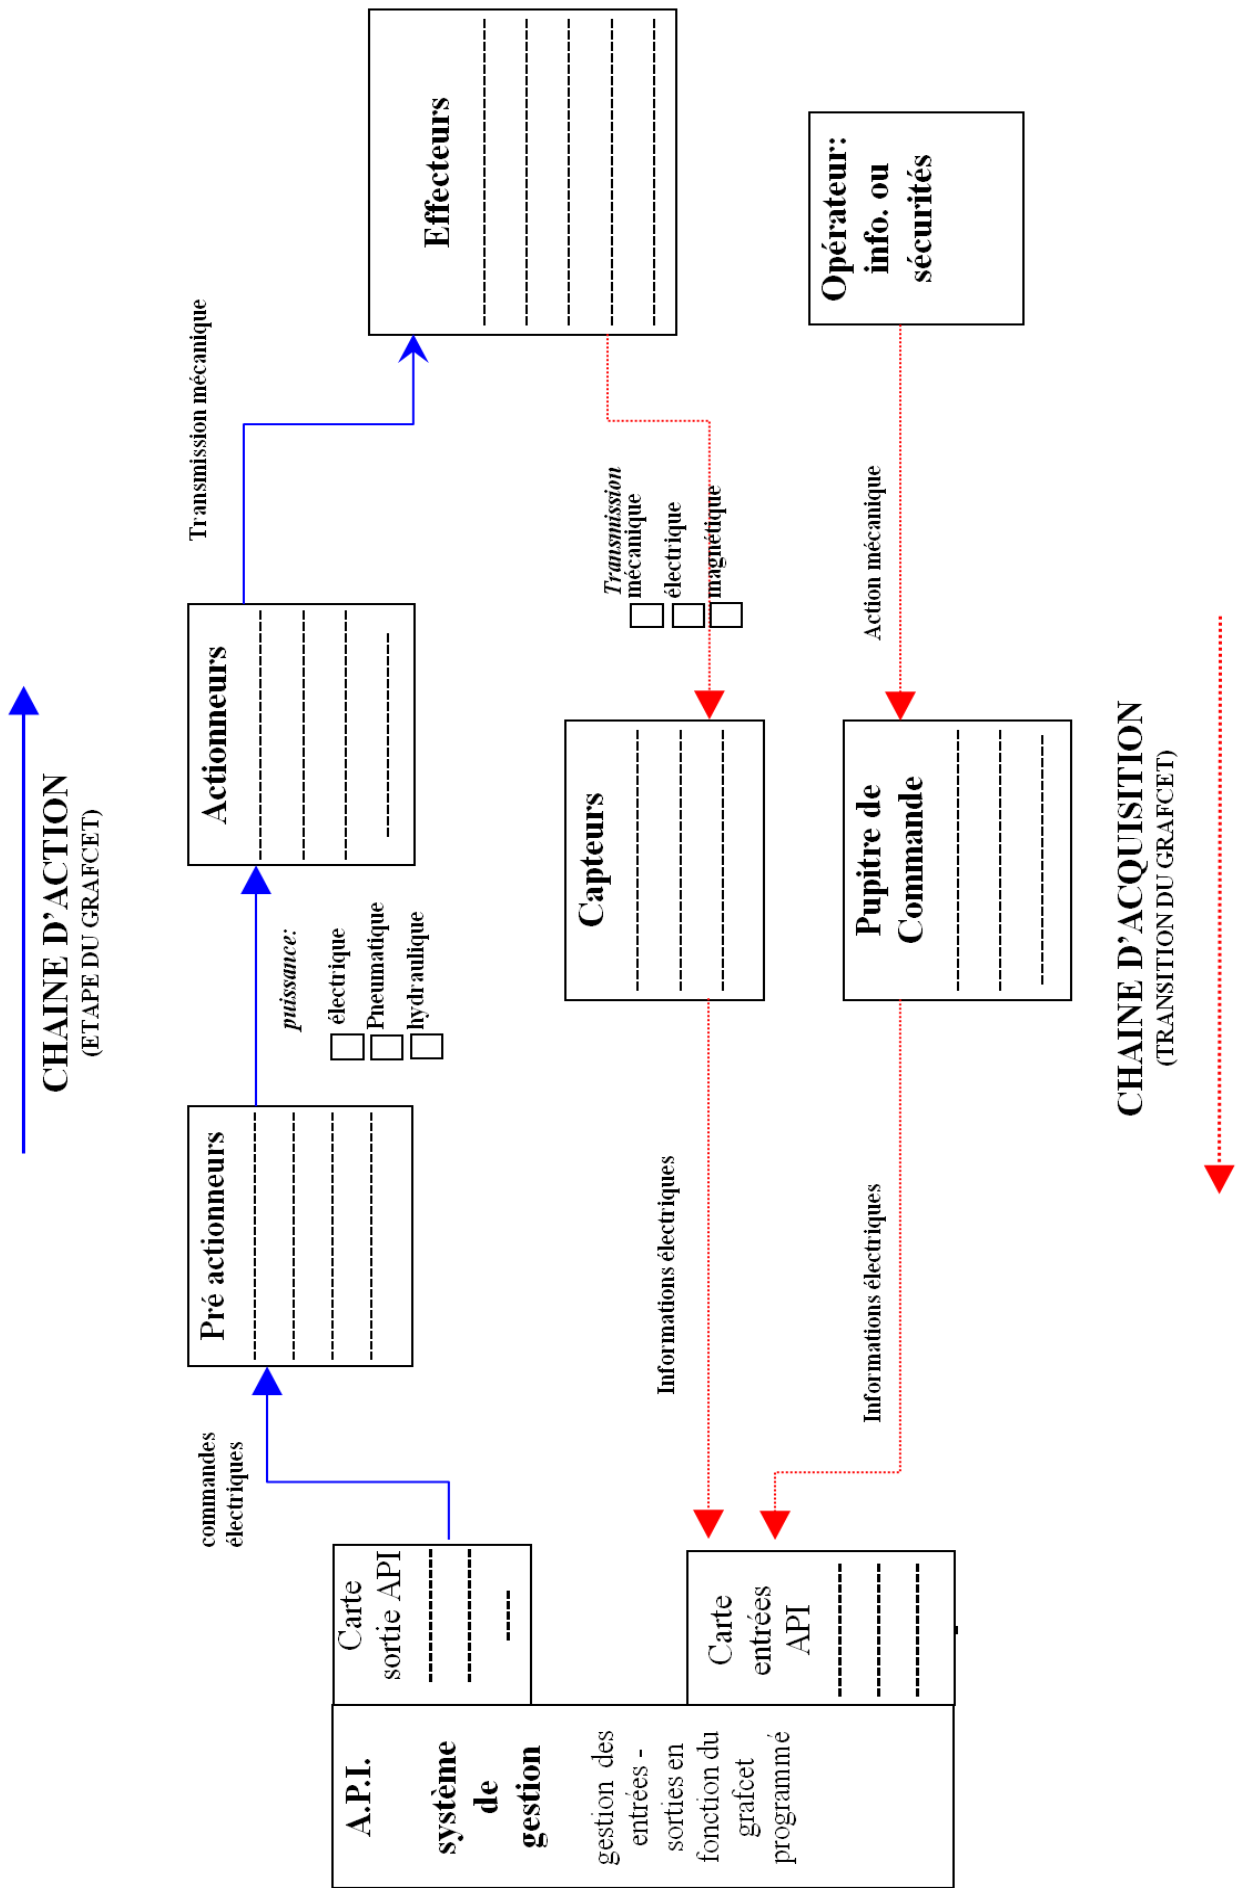 CHAINE D'ACTION
(ETAPE DU GRAFCET)
commandes
électriques
Pré actionneurs
puissance:
électrique
Pneumatique
hydraulique
Actionneurs
Transmission mécanique
Effecteurs
A.P.I.
système
de
gestion
gestion des
entrées -
sorties en
fonction du
grafcet
programmé
Carte
sortie API
Carte
entrées
API
Informations électriques
Capteurs
Transmission
mécanique
électrique
magnétique
Informations électriques
Pupitre de
Commande
Action mécanique
Opérateur:
info. ou
sécurités
CHAINE D'ACQUISITION
(TRANSITION DU GRAFCET)